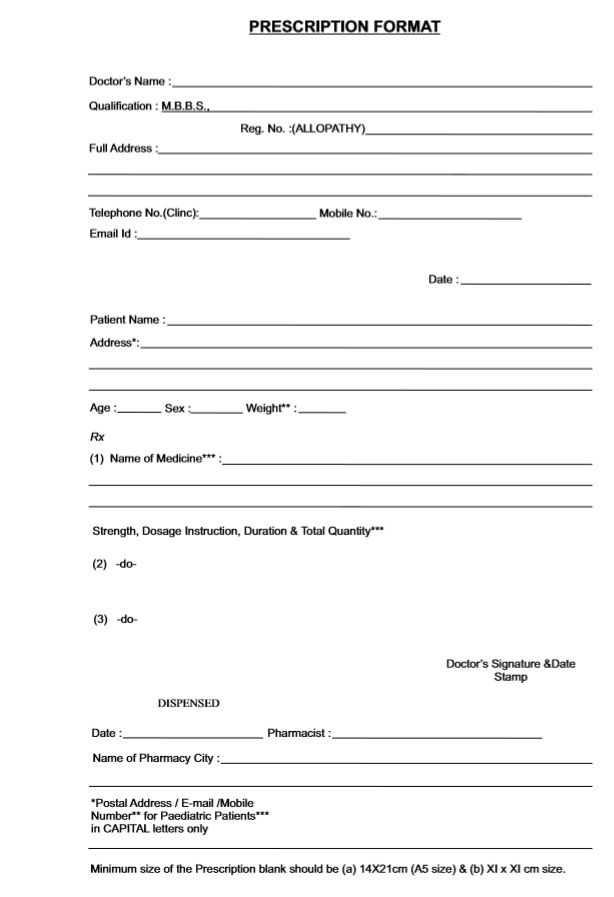 PRESCRIPTION FORMAT
Doctor's Name :
Qualification : M.B.B.S.,
Reg. No. :(ALLOPATHY)
Full Address :
Telephone No.(Clinc): Mobile No.:
Email Id :
Date :
Patient Name :
Address*:
Age : Sex : Weight** :
Rx
(1) Name of Medicine*** :
Strength, Dosage Instruction, Duration & Total Quantity***
(2) -do-
(3) -do-
Doctor's Signature &Date
Stamp
DISPENSED
Date : Pharmacist :
Name of Pharmacy City :
*Postal Address / E-mail /Mobile
Number** for Paediatric Patients***
in CAPITAL letters only
Minimum size of the Prescription blank should be (a) 14X21cm (A5 size) & (b) XI x XI cm size.